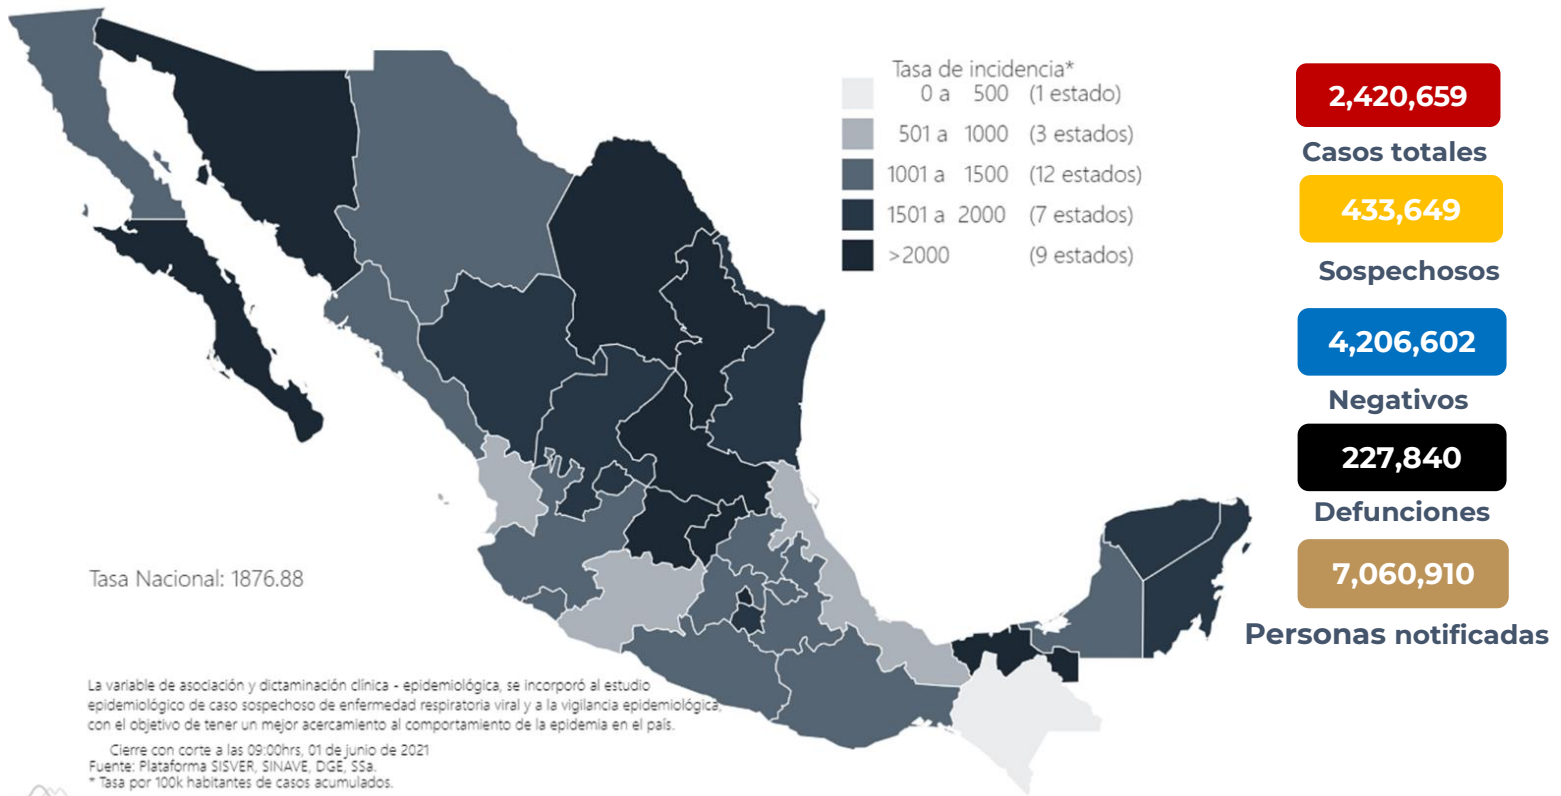 Tasa de incidencia*
0 a 500 (1 estado)
501 a 1000 (3 estados)
1001 a 1500 (12 estados)
1501 a 2000 (7 estados)
>2000 (9 estados)
2,420,659
Casos totales
433,649
Sospechosos
4,206,602
Negativos
227,840
Defunciones
7,060,910
Personas notificadas
Tasa Nacional: 1876.88
La variable de asociación y dictaminación clínica - epidemiológica, se incorporó al estudio
epidemiológico de caso sospechoso de enfermedad respiratoria viral y a la vigilancia epidemiológica,
con el objetivo de tener un mejor acercamiento al comportamiento de la epidemia en el país.
Cierre con corte a las 09:00hrs, 01 de junio de 2021
Fuente: Plataforma SISVER, SINAVE, DGE, SSa.
* Tasa por 100k habitantes de casos acumulados.